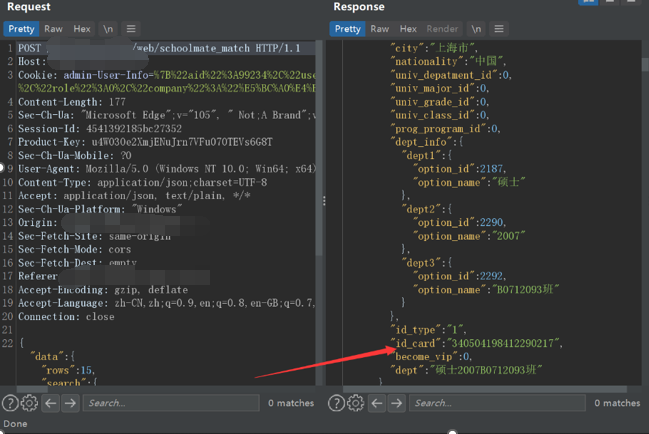 Request
Response
Pretty Raw Hex \n
Pretty Raw Hex Render \n
1 POST /web/schoolmate_match HTTP/1.1
2 Host:
3 Cookie: admin-User-Info=%7B%22aid%22%3A99234%2C%22use
%2C%22role%22%3A0%2C%22company%22%3A%22%E5%BC%A0%E4%E
4 Content-Length: 177
5 Sec-Ch-Ua: "Microsoft Edge";v="105", " Not;A Brand";v
6 Session-Id: 4541392185bc27352
7 Product-Key: u4W030e2XmjENuJrn7VFu070TEVs6G8T
8 Sec-Ch-Ua-Mobile: ?0
9 User-Agent: Mozilla/5.0 (Windows NT 10.0; Win64; x64)
10 Content-Type: application/json;charset=UTF-8
11 Accept: application/json, text/plain, */*
12 Sec-Ch-Ua-Platform: "Windows"
13 Origin:
14 Sec-Fetch-Site: same-origin
15 Sec-Fetch-Mode: cors
16 Sec-Fetch-Dest: empty
17 Referer
18 Accept-Encoding: gzip, deflate
19 Accept-Language: zh-CN,zh;q=0.9,en;q=0.8,en-GB;q=0.7,
20 Connection: close
21
22 {
"data":{
"rows":15,
"search":{
"city":"上海市",
"nationality":"中国",
"univ_depatment_id":0,
"univ_major_id":0,
"univ_grade_id":0,
"univ_class_id":0,
"prog_program_id":0,
"dept_info":{
"dept1":{
"option_id":2187,
"option_name":"硕士"
},
"dept2":{
"option_id":2290,
"option_name":"2007"
},
"dept3":{
"option_id":2292,
"option_name":"B0712093班"
}
},
"id_type":"1",
"id_card":"340504198412290217",
"become_vip":0,
"dept":"硕士2007B0712093班"
}
Search... 0 matches
Search... 0 matches
Done